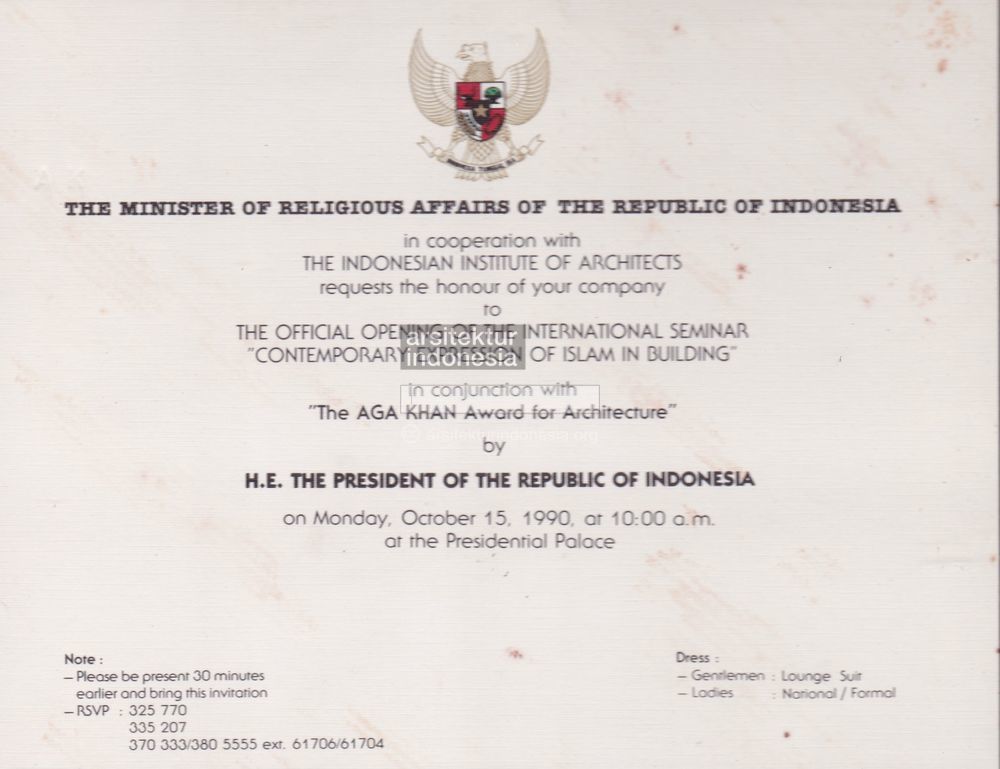 THE MINISTER OF RELIGIOUS AFFAIRS OF THE REPUBLIC OF INDONESIA
in cooperation with
THE INDONESIAN INSTITUTE OF ARCHITECTS
requests the honour of your company
to
THE OFFICIAL OPENING OF THE INTERNATIONAL SEMINAR
"CONTEMPORARY EXPRESSION OF ISLAM IN BUILDING"
arsitektur
indonesia
in conjunction with
"The AGA KHAN Award for Architecture"
© arsitekturindonesia.org
by
H.E. THE PRESIDENT OF THE REPUBLIC OF INDONESIA
on Monday, October 15, 1990, at 10:00 a.m.
at the Presidential Palace
Note :
– Please be present 30 minutes
earlier and bring this invitation
– RSVP : 325 770
335 207
370 333/380 5555 ext. 61706/61704
Dress :
– Gentlemen : Lounge Suit
– Ladies : National / Formal